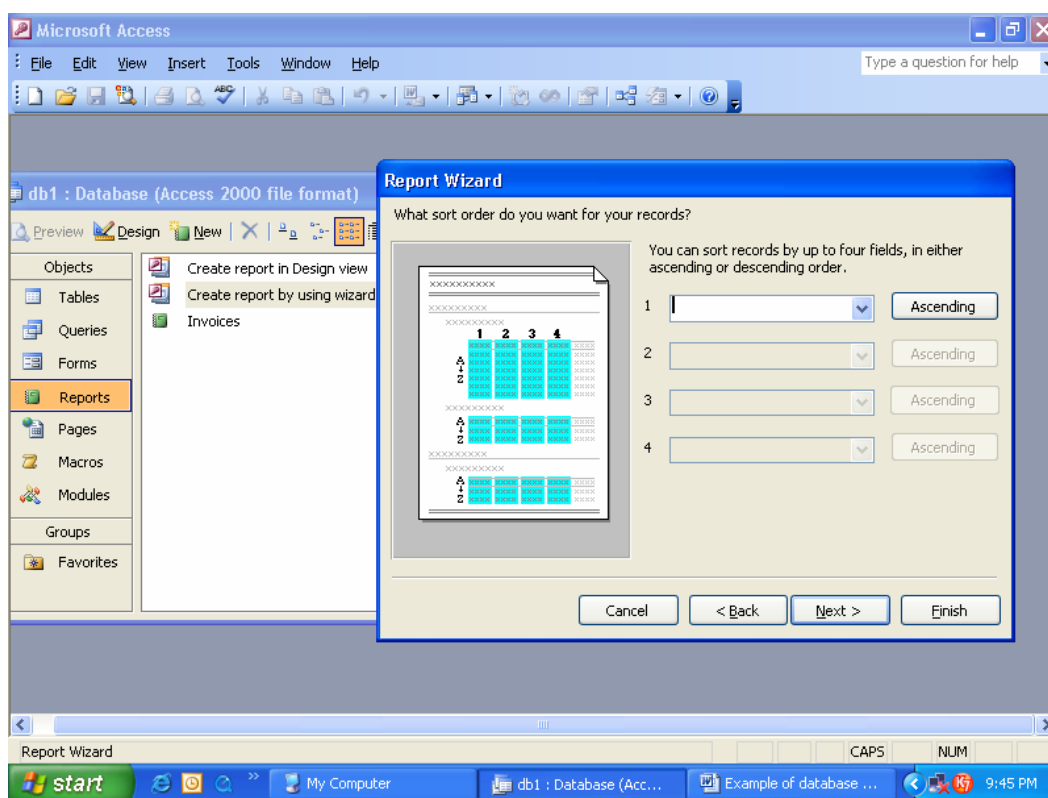 Microsoft Access
File Edit View Insert Tools Window Help
Type a question for help
ABC
W
db1 : Database (Access 2000 file format)
Preview Design New
Objects
Tables
Queries
Forms
Reports
Pages
Macros
Modules
Groups
Favorites
Create report in Design view
Create report by using wizard
Invoices
Report Wizard
What sort order do you want for your records?
You can sort records by up to four fields, in either
ascending or descending order.
1 Ascending
2 Ascending
3 Ascending
4 Ascending
1 2 3 4
A
Z
A
Z
A
Z
Cancel < Back Next > Finish
Report Wizard CAPS NUM
start My Computer db1 : Database (Acc... Example of database ... 9:45 PM